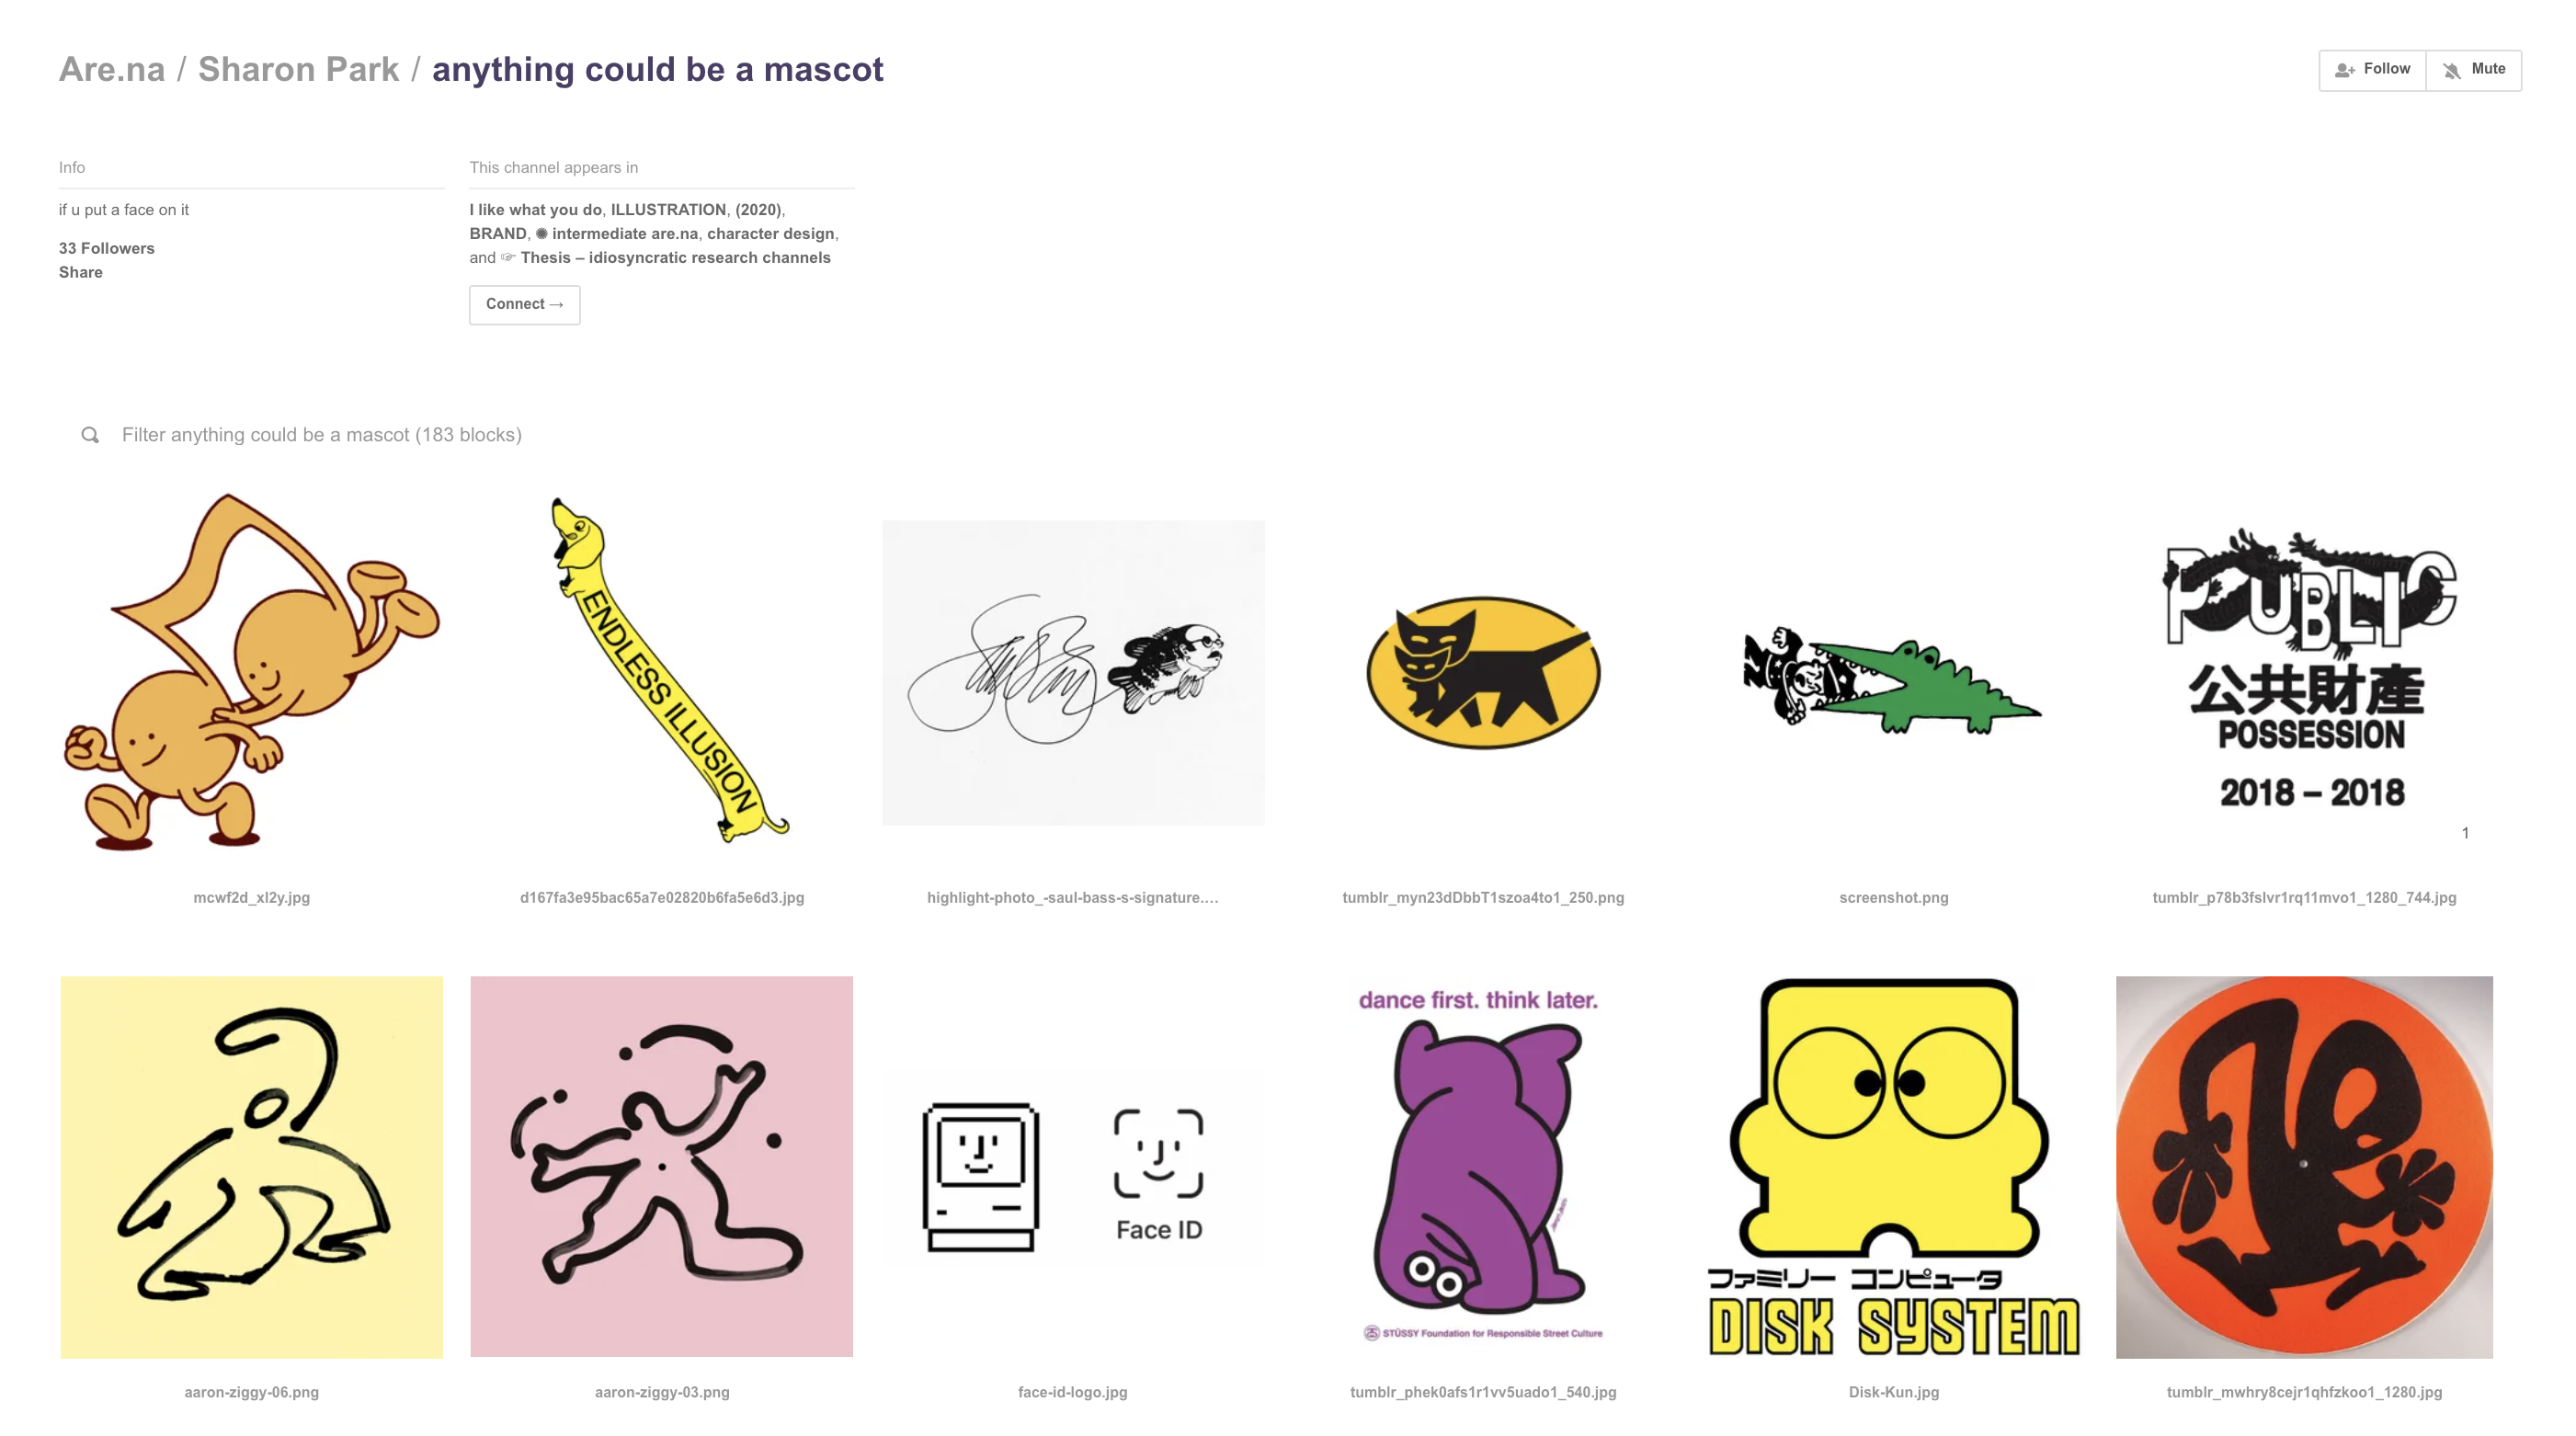 Are.na / Sharon Park / anything could be a mascot
Follow
Mute
Info
if u put a face on it
33 Followers
Share
This channel appears in
I like what you do, ILLUSTRATION, (2020),
BRAND, ✺ intermediate are.na, character design,
and ☞ Thesis – idiosyncratic research channels
Connect →
Filter anything could be a mascot (183 blocks)
ENDLESS ILLUSION
PUBLIC
公共財產
POSSESSION
2018 – 2018
1
mcwf2d_xl2y.jpg
d167fa3e95bac65a7e02820b6fa5e6d3.jpg
highlight-photo_-saul-bass-s-signature.…
tumblr_myn23dDbbT1szoa4to1_250.png
screenshot.png
tumblr_p78b3fslvr1rq11mvo1_1280_744.jpg
Face ID
dance first. think later.
STÜSSY Foundation for Responsible Street Culture
ファミリー コンピュータ
DISK SYSTEM
aaron-ziggy-06.png
aaron-ziggy-03.png
face-id-logo.jpg
tumblr_phek0afs1r1vv5uado1_540.jpg
Disk-Kun.jpg
tumblr_mwhry8cejr1qhfzkoo1_1280.jpg